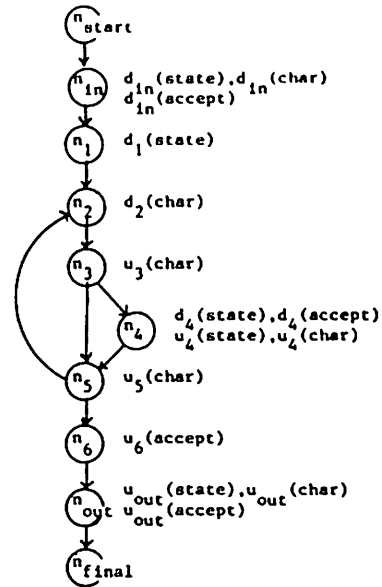 n_start
n_in d_in(state),d_in(char)
d_in(accept)
n_1 d_1(state)
n_2 d_2(char)
n_3 u_3(char)
n_4 d_4(state),d_4(accept)
u_4(state),u_4(char)
n_5 u_5(char)
n_6 u_6(accept)
n_out u_out(state),u_out(char)
u_out(accept)
n_final